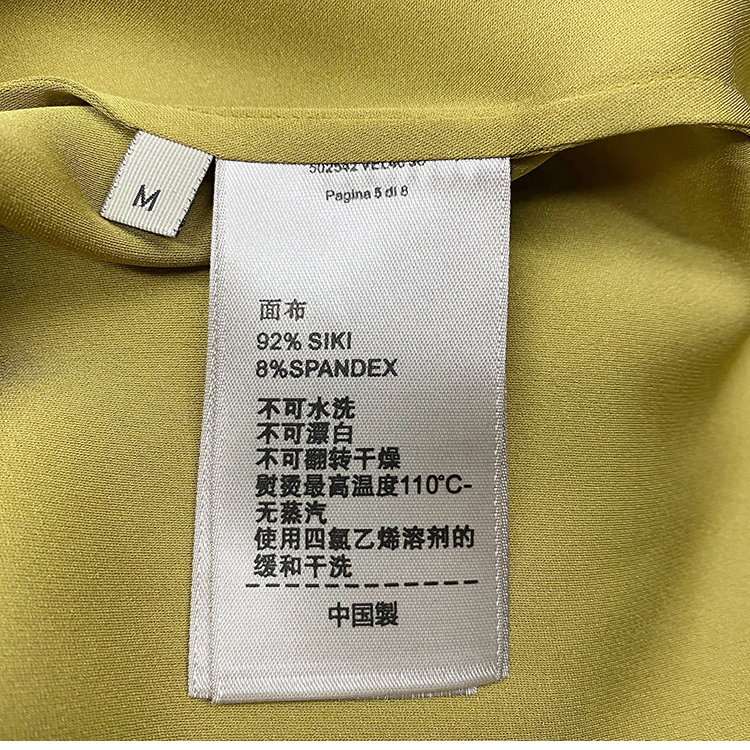 M
Pagina 5 di 8
面布
92% SIKI
8%SPANDEX
不可水洗
不可漂白
不可翻转干燥
熨烫最高温度110°C-
无蒸汽
使用四氯乙烯溶剂的
缓和干洗
中国製